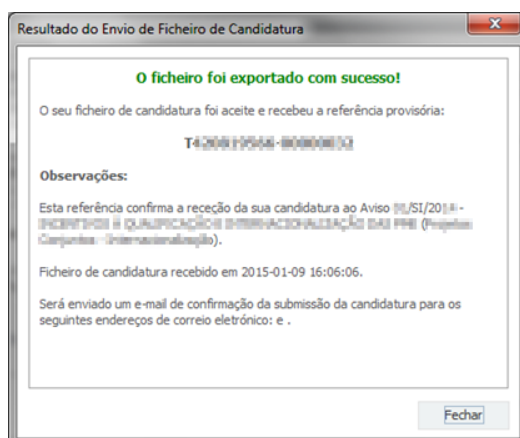 Resultado do Envio de Ficheiro de Candidatura
O ficheiro foi exportado com sucesso!
O seu ficheiro de candidatura foi aceite e recebeu a referência provisória:
Observações:
Esta referência confirma a receção da sua candidatura ao Aviso /SI/201 -
Ficheiro de candidatura recebido em 2015-01-09 16:06:06.
Será enviado um e-mail de confirmação da submissão da candidatura para os
seguintes endereços de correio eletrónico: e .
Fechar